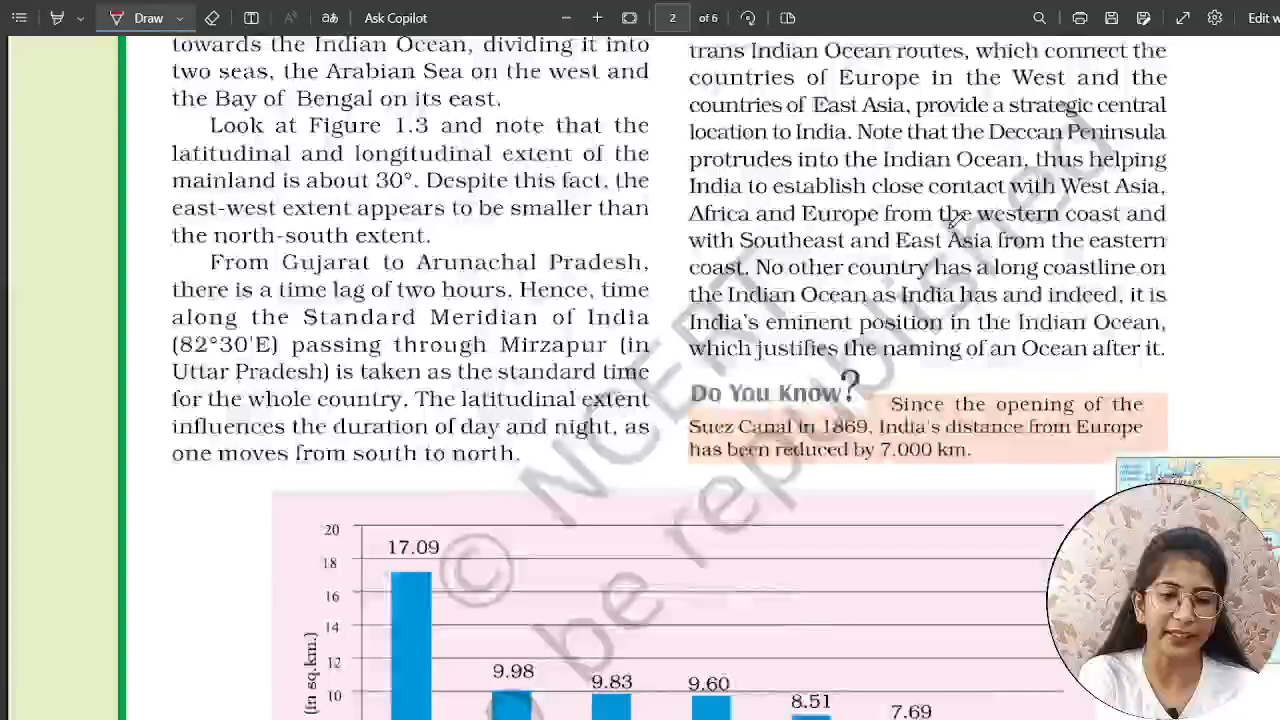 Draw
Ask Copilot
2
of 6
Edit w
towards the Indian Ocean, dividing it into
two seas, the Arabian Sea on the west and
the Bay of Bengal on its east.
Look at Figure 1.3 and note that the
latitudinal and longitudinal extent of the
mainland is about 30°. Despite this fact, the
east-west extent appears to be smaller than
the north-south extent.
From Gujarat to Arunachal Pradesh,
there is a time lag of two hours. Hence, time
along the Standard Meridian of India
(82°30'E) passing through Mirzapur (in
Uttar Pradesh) is taken as the standard time
for the whole country. The latitudinal extent
influences the duration of day and night, as
one moves from south to north.
trans Indian Ocean routes, which connect the
countries of Europe in the West and the
countries of East Asia, provide a strategic central
location to India. Note that the Deccan Peninsula
protrudes into the Indian Ocean, thus helping
India to establish close contact with West Asia,
Africa and Europe from the western coast and
with Southeast and East Asia from the eastern
coast. No other country has a long coastline on
the Indian Ocean as India has and indeed, it is
India's eminent position in the Indian Ocean,
which justifies the naming of an Ocean after it.
Do You Know?
Since the opening of the
Suez Canal in 1869, India's distance from Europe
has been reduced by 7,000 km.
© NCERT
be republished
20
18
16
14
12
10
(in sq.km.)
17.09
9.98
9.83
9.60
8.51
7.69